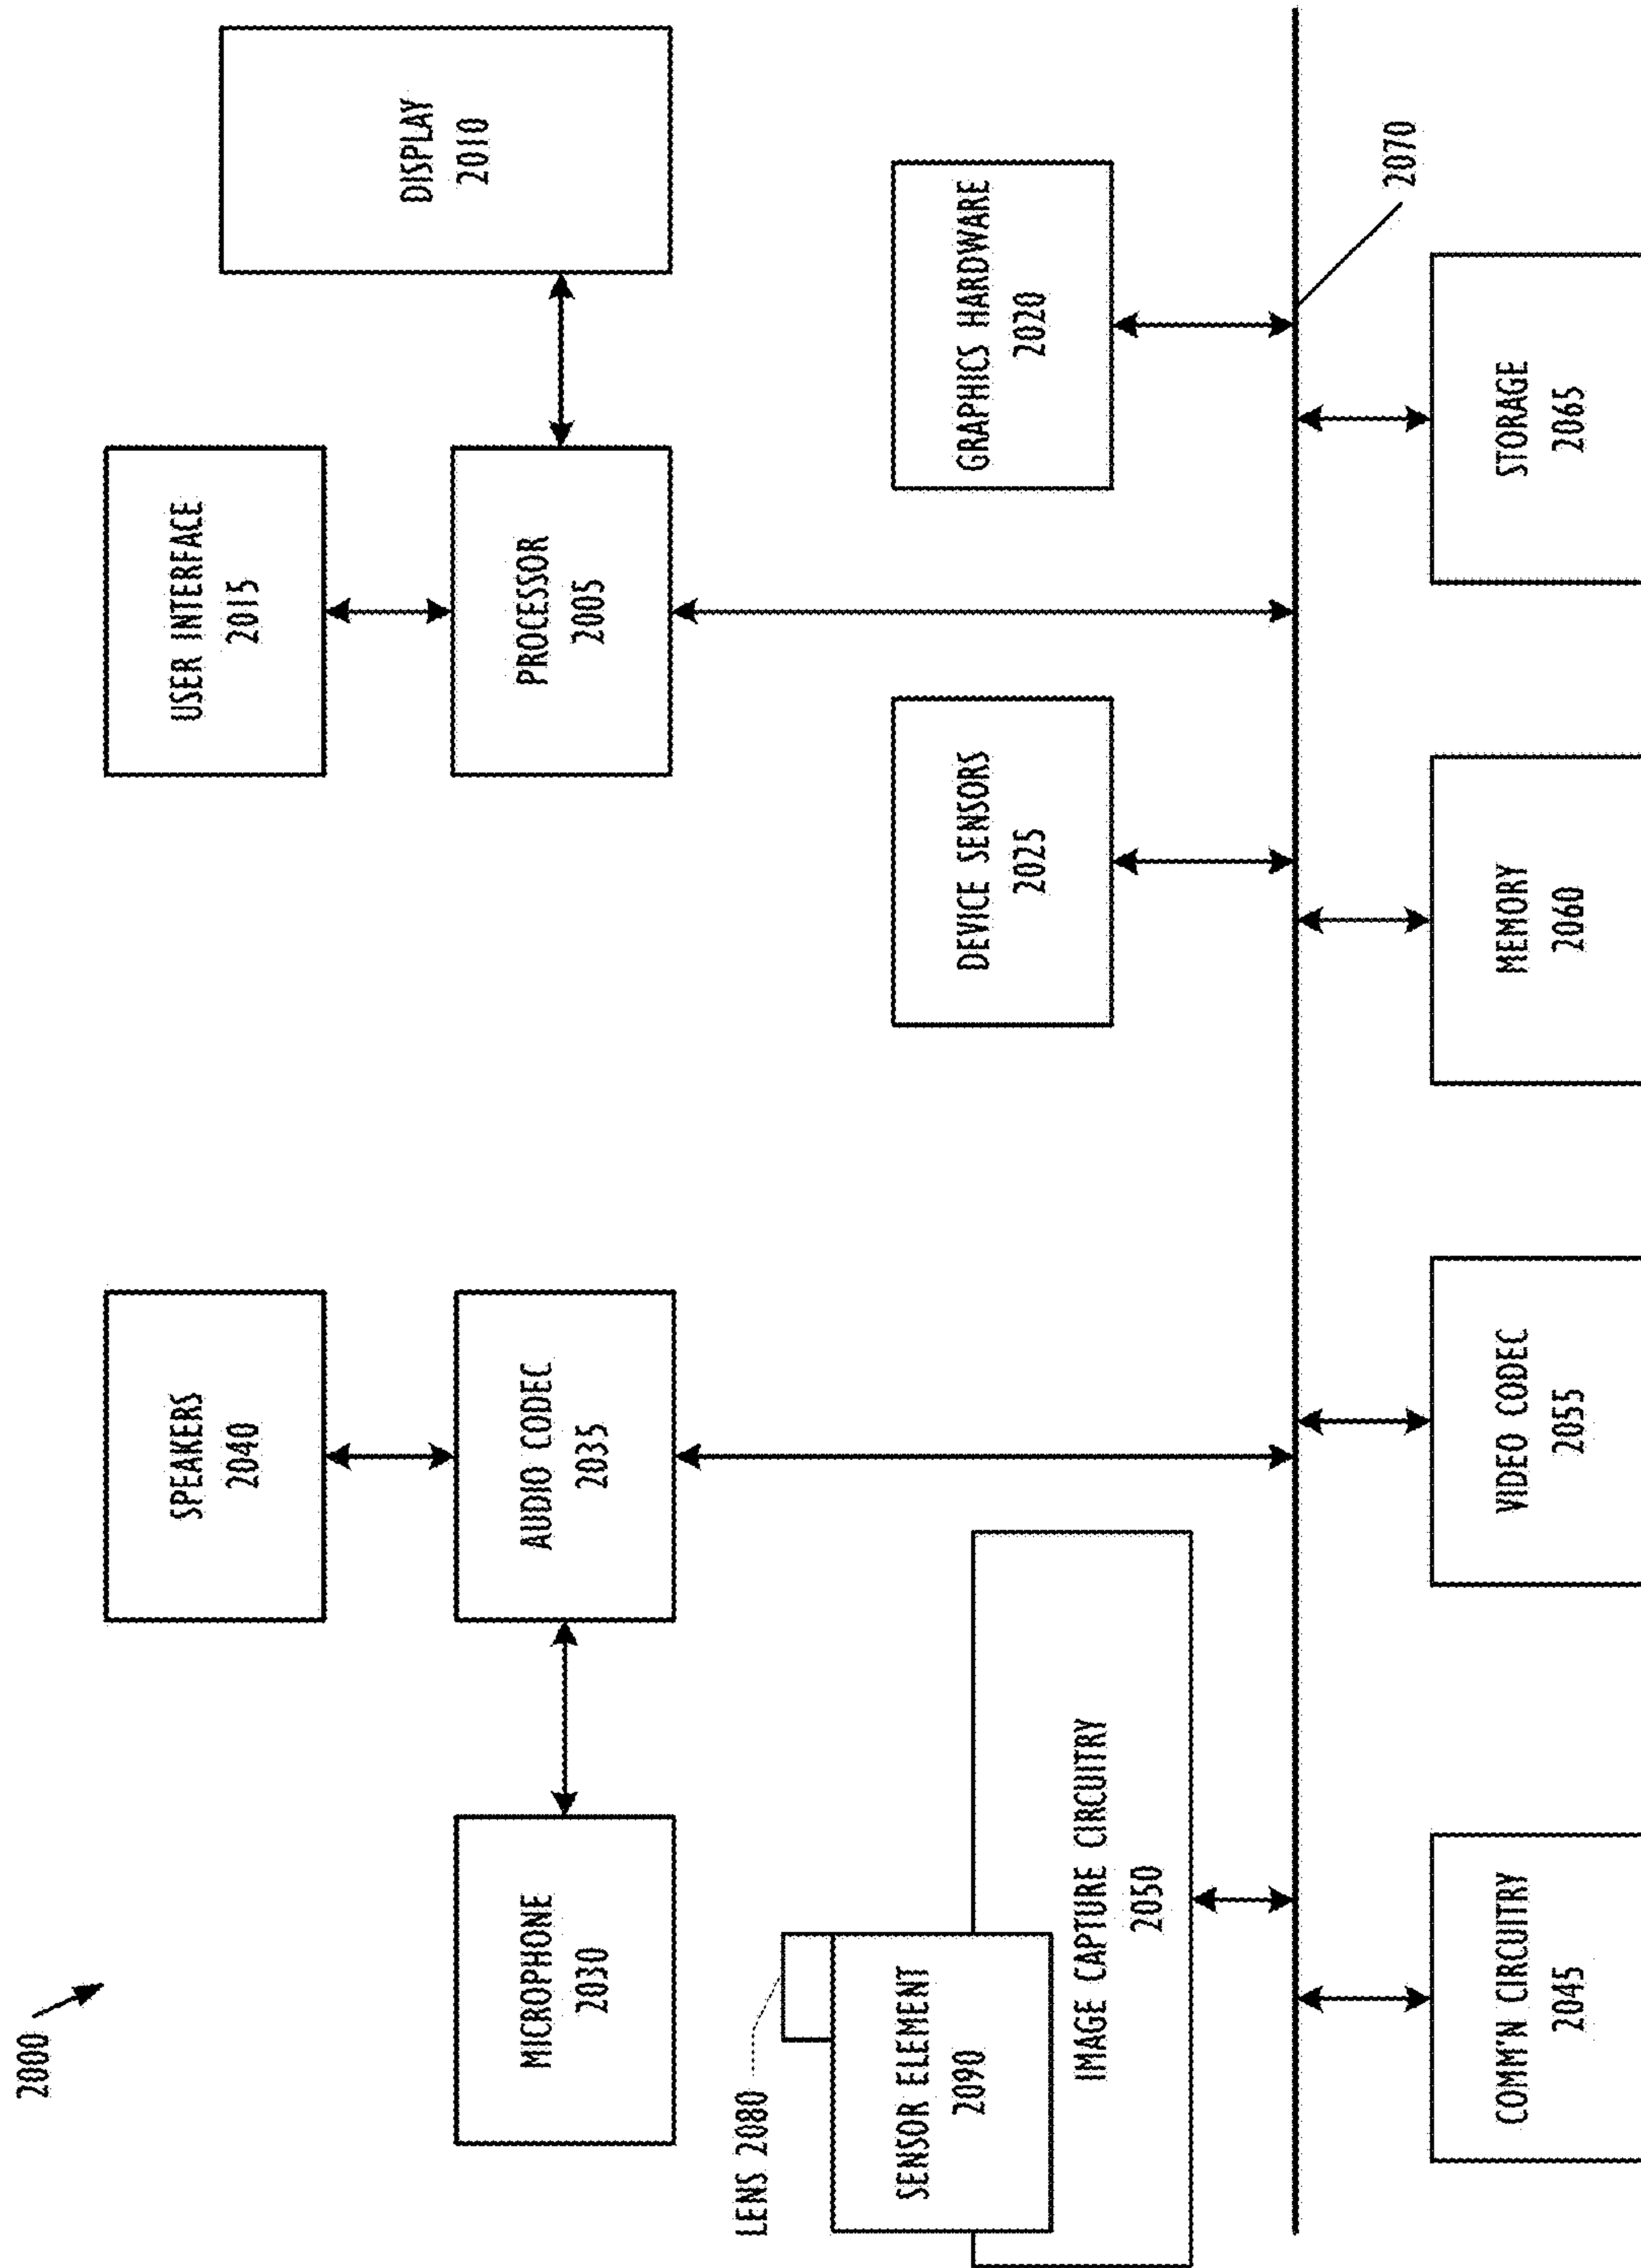 2000
SPEAKERS
2040
USER INTERFACE
2015
DISPLAY
2010
MICROPHONE
2030
AUDIO CODEC
2035
PROCESSOR
2005
LENS 2080
SENSOR ELEMENT
2090
IMAGE CAPTURE CIRCUITRY
2050
DEVICE SENSORS
2025
GRAPHICS HARDWARE
2020
2070
COMM'N CIRCUITRY
2045
VIDEO CODEC
2055
MEMORY
2060
STORAGE
2065